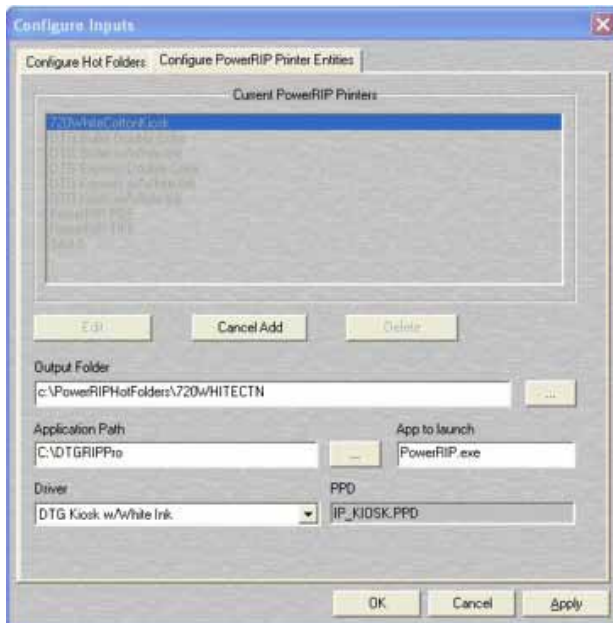 Configure Inputs
Configure Hot Folders Configure PowerRIP Printer Entities
Current PowerRIP Printers
720WhiteCottonKiosk
Edit Cancel Add Delete
Output Folder
c:\PowerRIPHotFolders\720WHITECTN ...
Application Path App to launch
C:\DTGRIPPro ... PowerRIP.exe
Driver PPD
DTG Kiosk w/White Ink IP_KIOSK.PPD
OK Cancel Apply